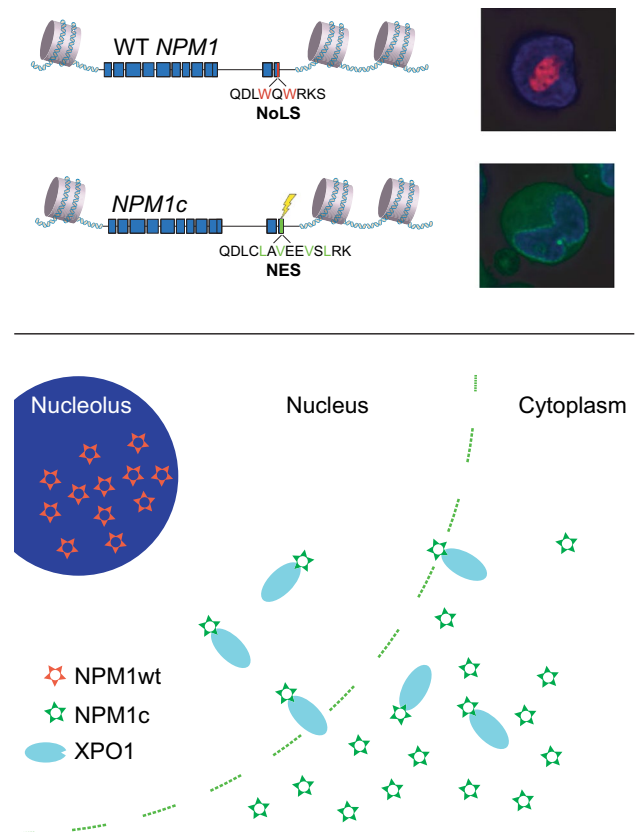 WT NPM1
QDLWQWRKS
NoLS
NPM1c
QDLCLAVEEVSLRK
NES
Nucleolus
Nucleus
Cytoplasm
NPM1wt
NPM1c
XPO1